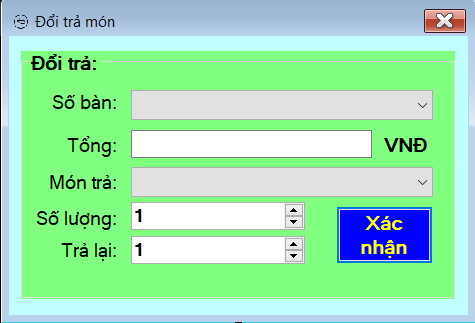 Đổi trả món
Đổi trả:
Số bàn:
Tổng: VNĐ
Món trả:
Số lượng: 1
Trả lại: 1
Xác
nhận